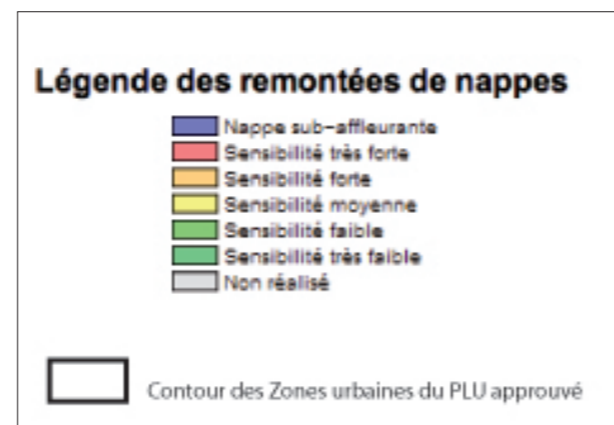 Légende des remontées de nappes
Nappe sub-affleurante
Sensibilité très forte
Sensibilité forte
Sensibilité moyenne
Sensibilité faible
Sensibilité très faible
Non réalisé
Contour des Zones urbaines du PLU approuvé